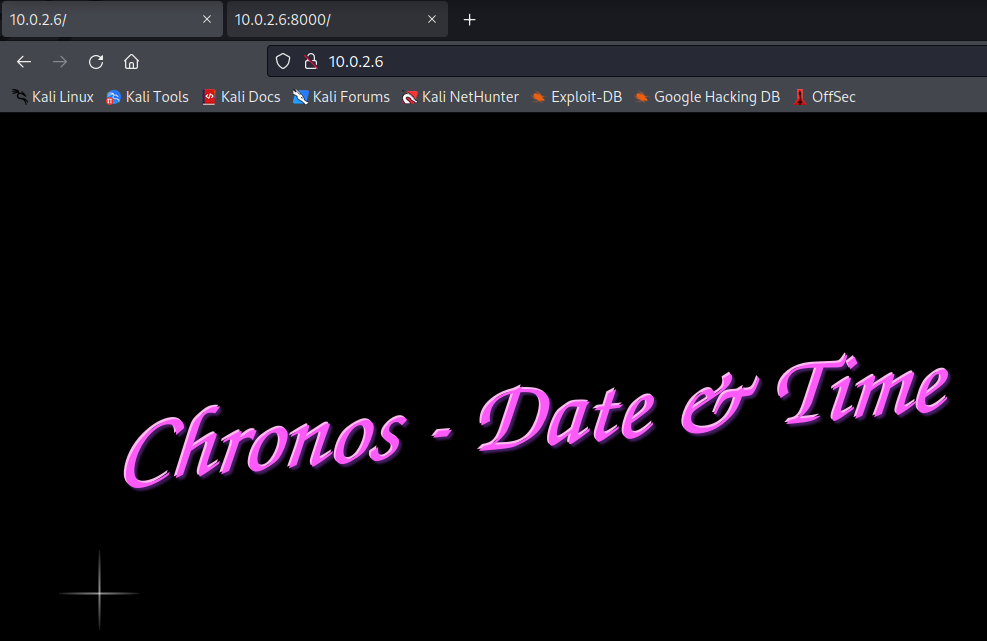 10.0.2.6/
10.0.2.6:8000/
10.0.2.6
Kali Linux Kali Tools Kali Docs Kali Forums Kali NetHunter Exploit-DB Google Hacking DB OffSec
Chronos - Date & Time